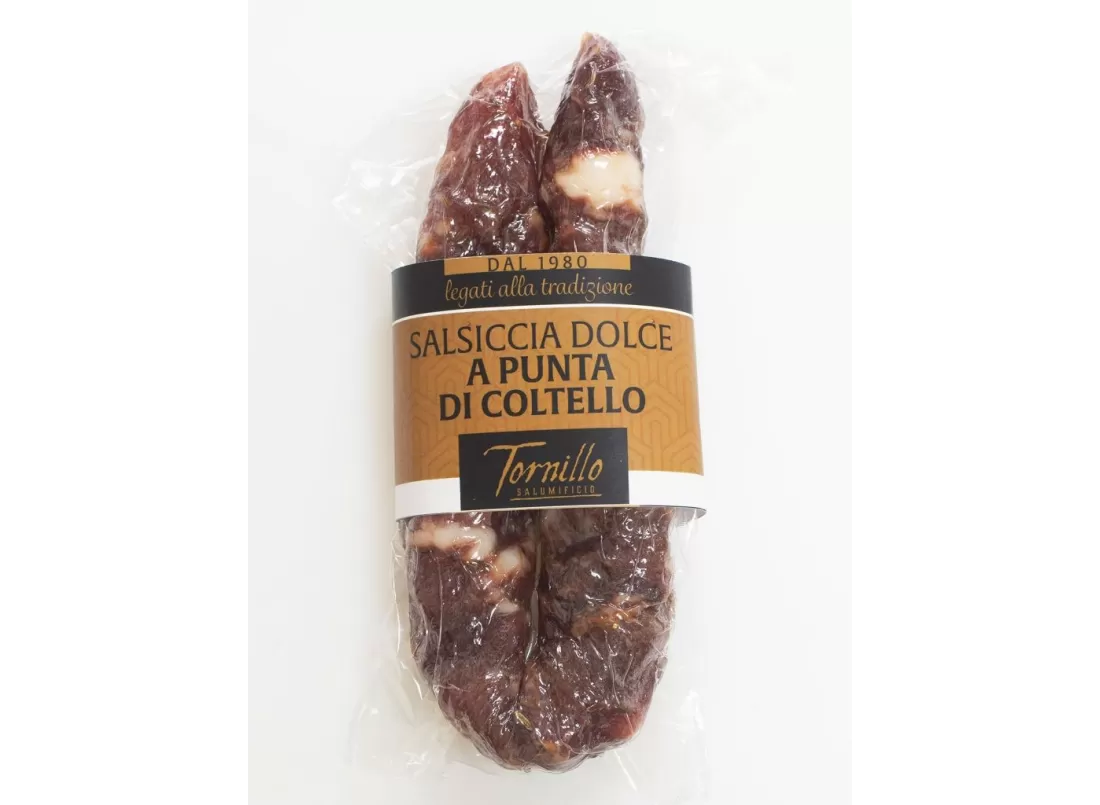 DAL 1980
legati alla tradizione
SALSICCIA DOLCE
A PUNTA
DI COLTELLO
Tornillo
SALUMIFICIO